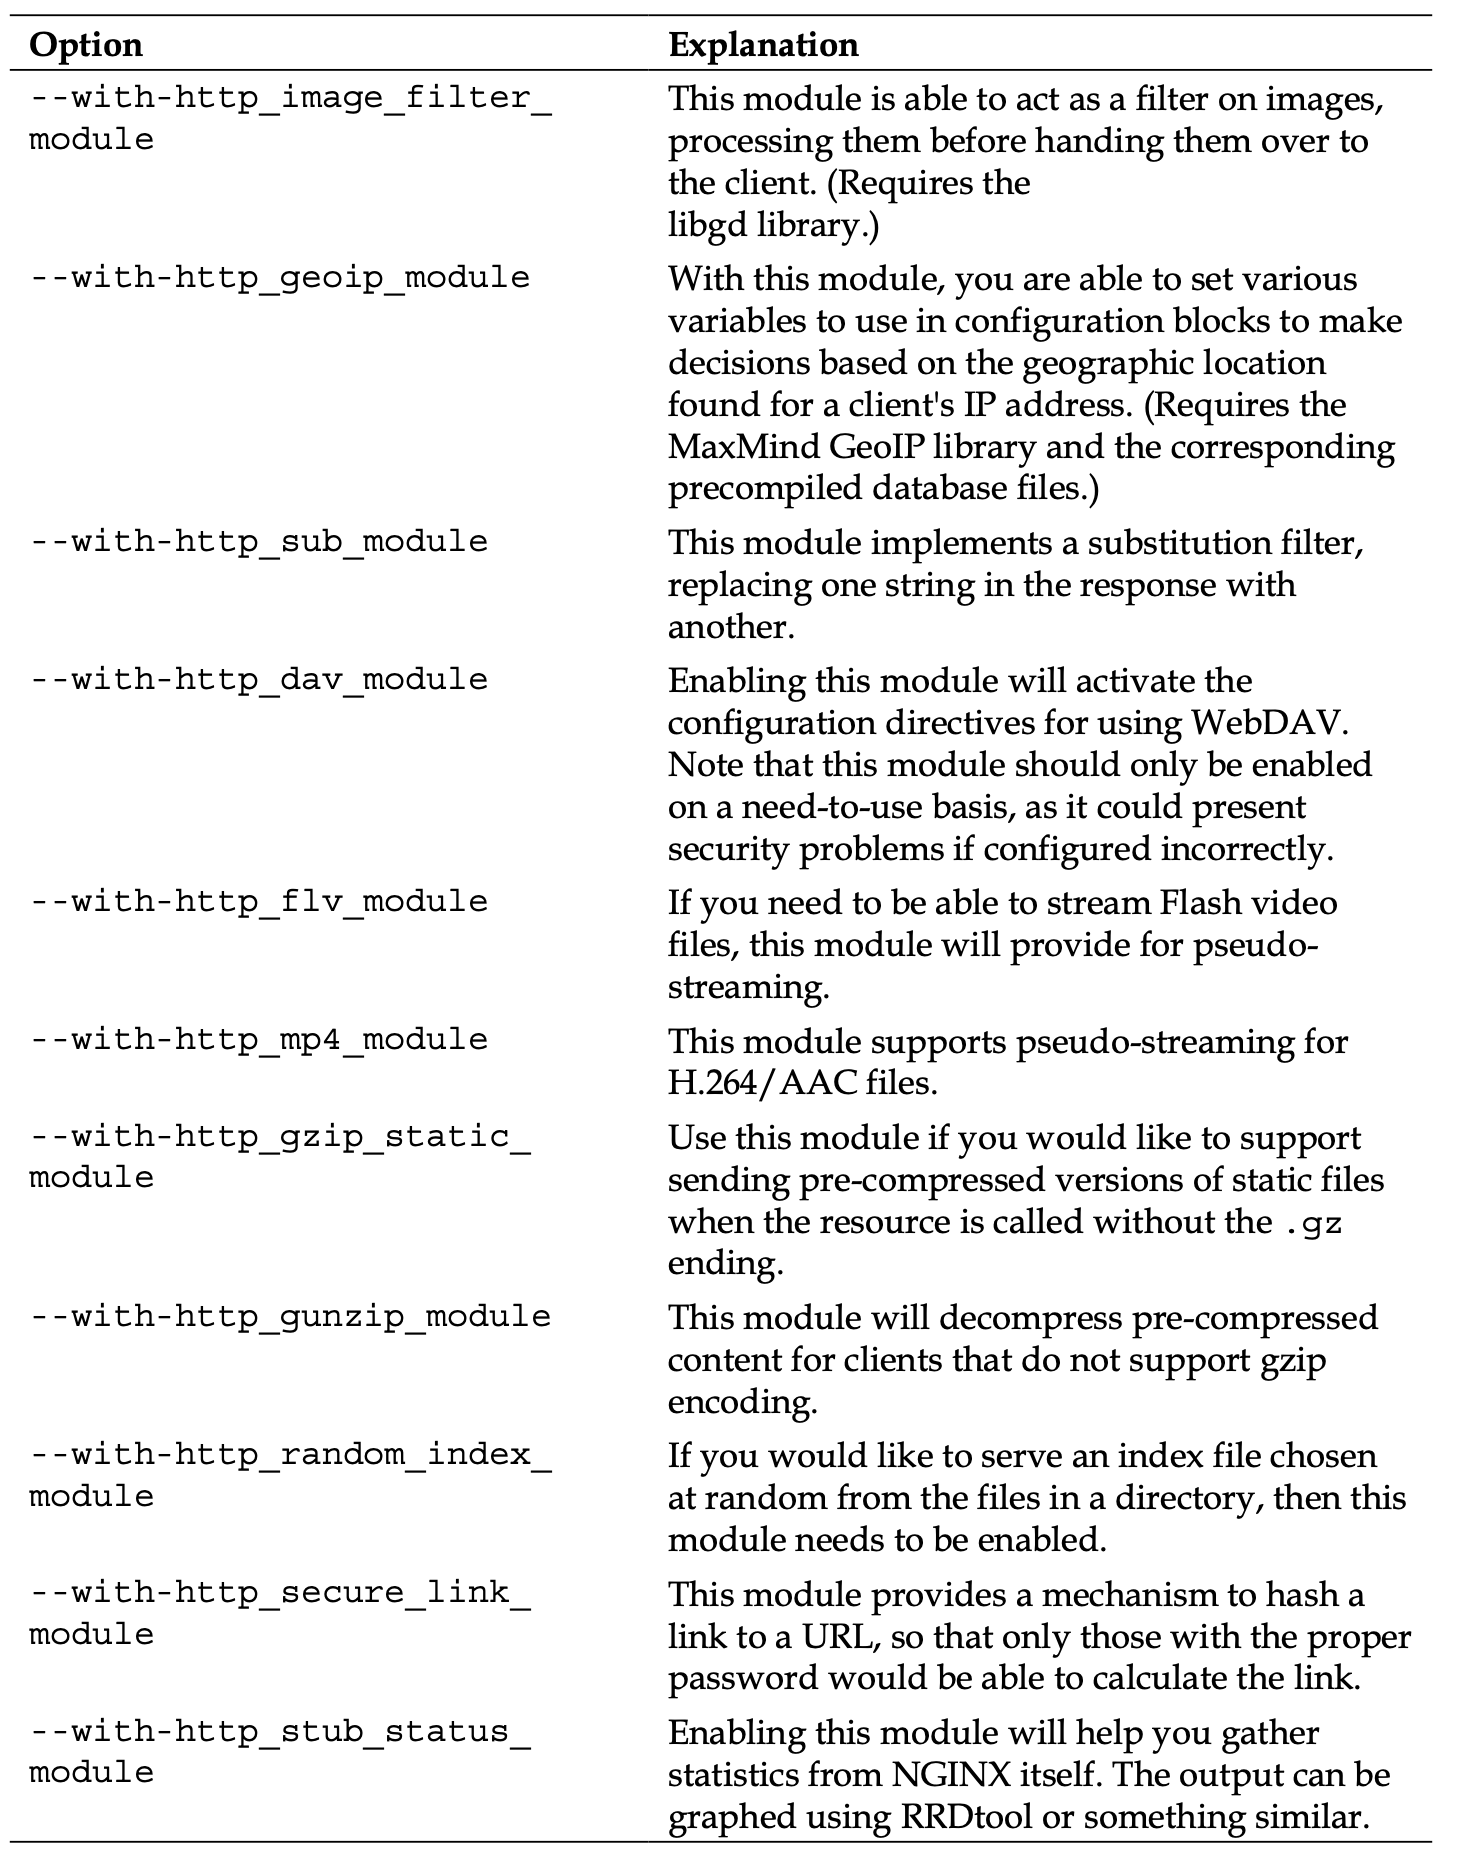 Option Explanation
--with-http_image_filter_ This module is able to act as a filter on images,
module processing them before handing them over to
the client. (Requires the
libgd library.)
--with-http_geoip_module With this module, you are able to set various
variables to use in configuration blocks to make
decisions based on the geographic location
found for a client's IP address. (Requires the
MaxMind GeoIP library and the corresponding
precompiled database files.)
--with-http_sub_module This module implements a substitution filter,
replacing one string in the response with
another.
--with-http_dav_module Enabling this module will activate the
configuration directives for using WebDAV.
Note that this module should only be enabled
on a need-to-use basis, as it could present
security problems if configured incorrectly.
--with-http_flv_module If you need to be able to stream Flash video
files, this module will provide for pseudo-
streaming.
--with-http_mp4_module This module supports pseudo-streaming for
H.264/AAC files.
--with-http_gzip_static_ Use this module if you would like to support
module sending pre-compressed versions of static files
when the resource is called without the .gz
ending.
--with-http_gunzip_module This module will decompress pre-compressed
content for clients that do not support gzip
encoding.
--with-http_random_index_ If you would like to serve an index file chosen
module at random from the files in a directory, then this
module needs to be enabled.
--with-http_secure_link_ This module provides a mechanism to hash a
module link to a URL, so that only those with the proper
password would be able to calculate the link.
--with-http_stub_status_ Enabling this module will help you gather
module statistics from NGINX itself. The output can be
graphed using RRDtool or something similar.